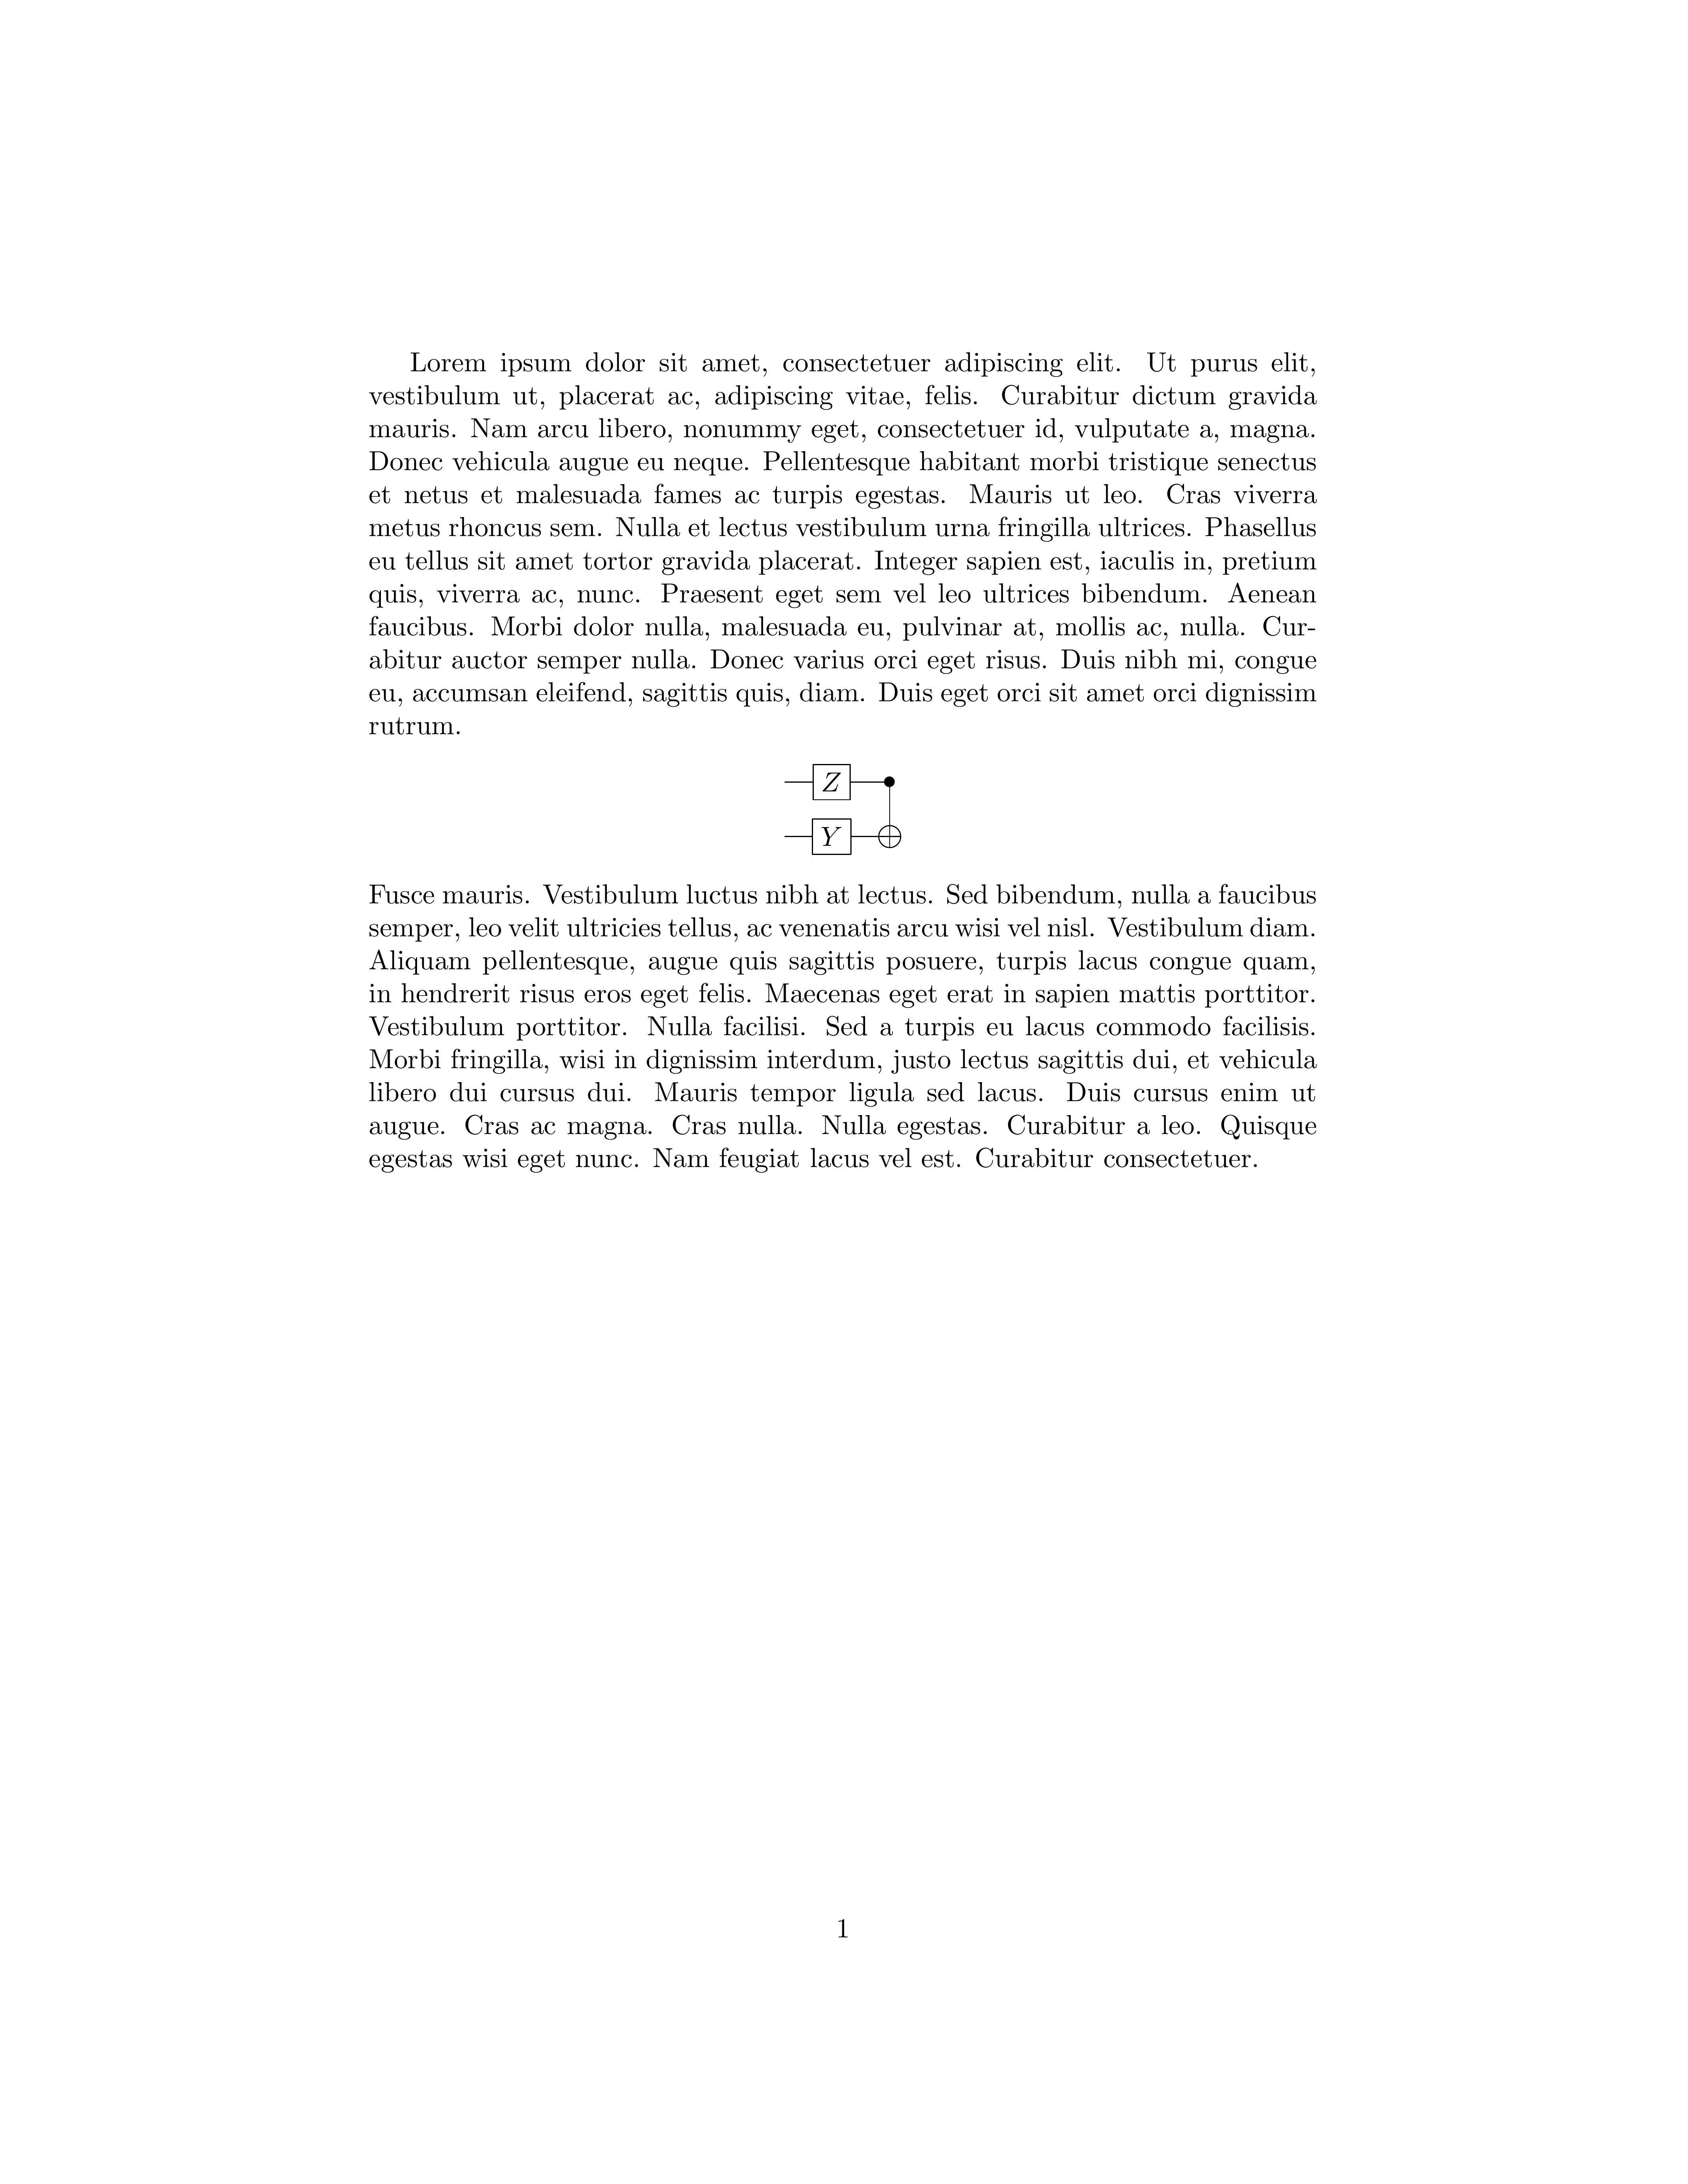 Lorem ipsum dolor sit amet, consectetuer adipiscing elit. Ut purus elit,
vestibulum ut, placerat ac, adipiscing vitae, felis. Curabitur dictum gravida
mauris. Nam arcu libero, nonummy eget, consectetuer id, vulputate a, magna.
Donec vehicula augue eu neque. Pellentesque habitant morbi tristique senectus
et netus et malesuada fames ac turpis egestas. Mauris ut leo. Cras viverra
metus rhoncus sem. Nulla et lectus vestibulum urna fringilla ultrices. Phasellus
eu tellus sit amet tortor gravida placerat. Integer sapien est, iaculis in, pretium
quis, viverra ac, nunc. Praesent eget sem vel leo ultrices bibendum. Aenean
faucibus. Morbi dolor nulla, malesuada eu, pulvinar at, mollis ac, nulla. Cur-
abitur auctor semper nulla. Donec varius orci eget risus. Duis nibh mi, congue
eu, accumsan eleifend, sagittis quis, diam. Duis eget orci sit amet orci dignissim
rutrum.
Z
Y
Fusce mauris. Vestibulum luctus nibh at lectus. Sed bibendum, nulla a faucibus
semper, leo velit ultricies tellus, ac venenatis arcu wisi vel nisl. Vestibulum diam.
Aliquam pellentesque, augue quis sagittis posuere, turpis lacus congue quam,
in hendrerit risus eros eget felis. Maecenas eget erat in sapien mattis porttitor.
Vestibulum porttitor. Nulla facilisi. Sed a turpis eu lacus commodo facilisis.
Morbi fringilla, wisi in dignissim interdum, justo lectus sagittis dui, et vehicula
libero dui cursus dui. Mauris tempor ligula sed lacus. Duis cursus enim ut
augue. Cras ac magna. Cras nulla. Nulla egestas. Curabitur a leo. Quisque
egestas wisi eget nunc. Nam feugiat lacus vel est. Curabitur consectetuer.
1